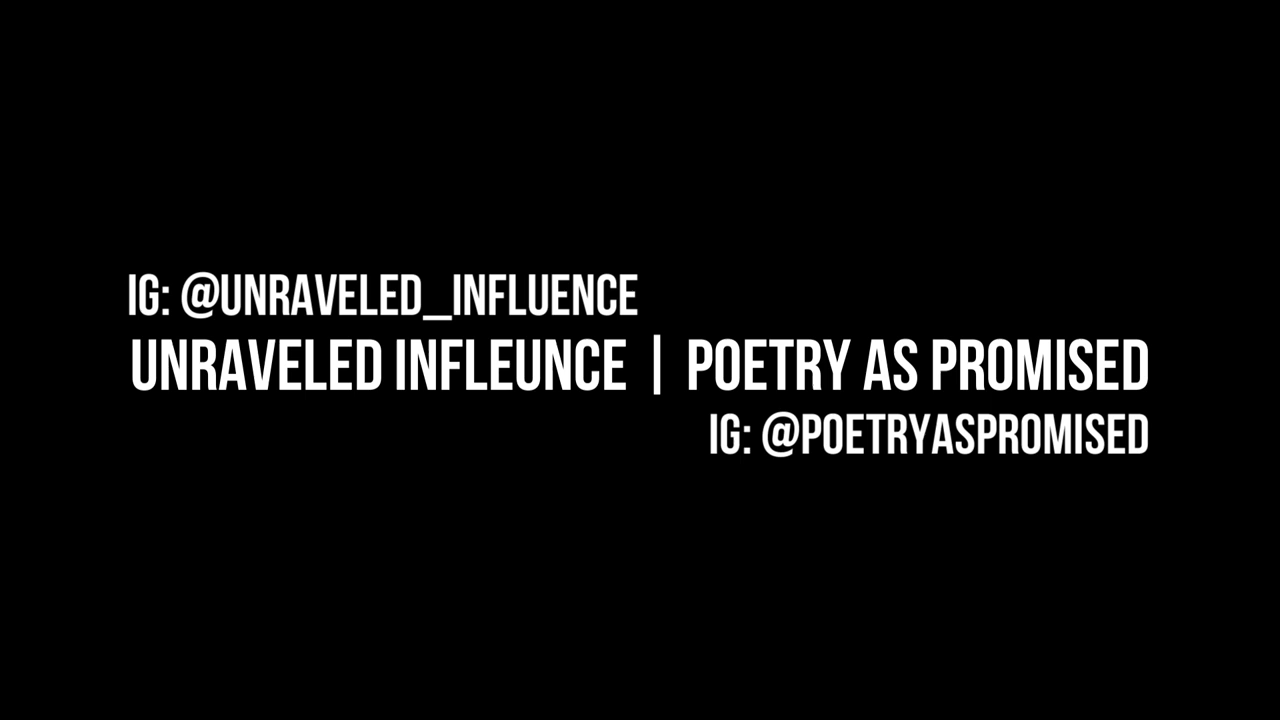 IG: @UNRAVELED_INFLUENCE
UNRAVELED INFLEUNCE | POETRY AS PROMISED
IG: @POETRYASPROMISED